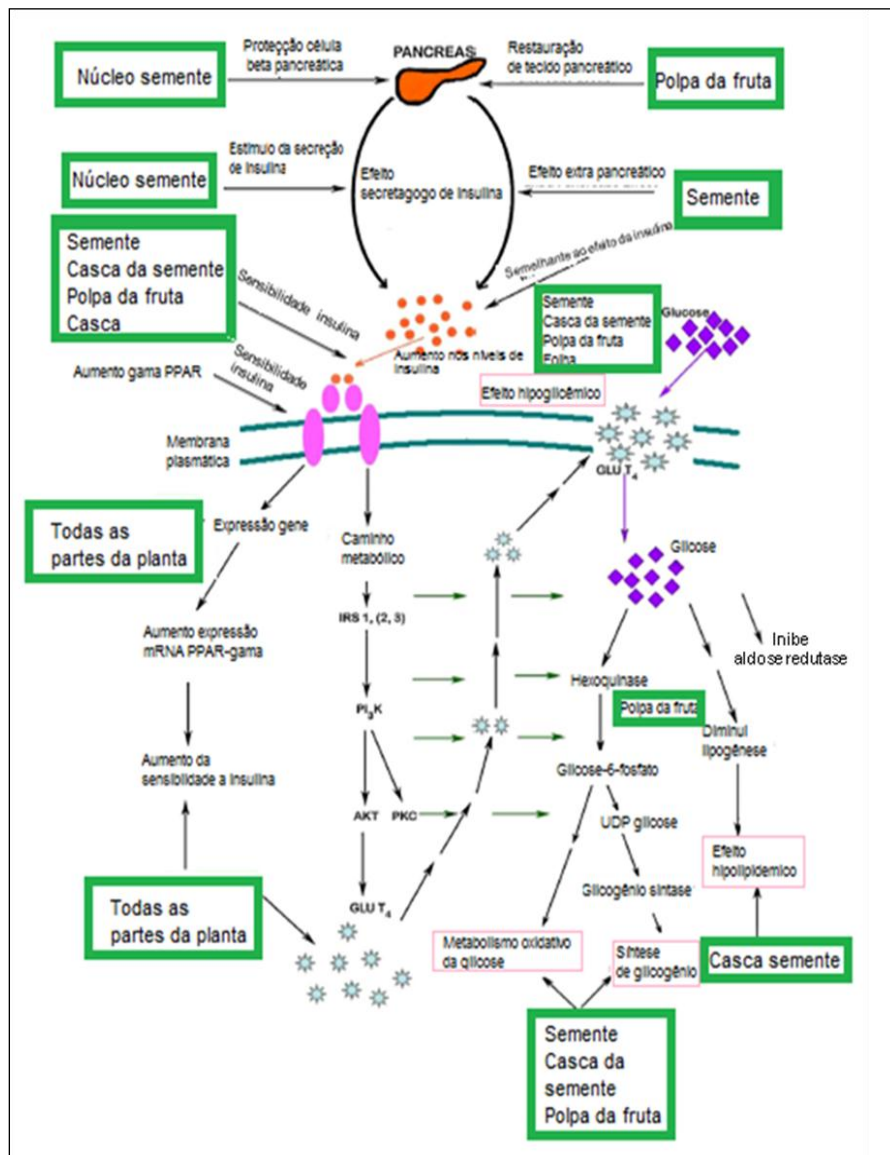 Protecção célula
beta pancreática
PANCREAS
Restauração
de tecido pancreático
Núcleo semente
Polpa da fruta
Estímulo da secreção
de Insulina
Núcleo semente
Efeito
secretagogo de Insulina
Efeito extra pancreático
Semente
Semente
Casca da semente
Polpa da fruta
Casca
Sensibilidade insulina
Semelhante ao efeito da insulina
Aumento nos níveis de
Insulina
Semente
Casca da semente
Polpa da fruta
Folha
Glucose
Aumento gama PPAR
Sensibilidade
insulina
Efeito hipoglicêmico
Membrana
plasmática
GLU T4
Todas as
partes da planta
Expressão gene
Caminho
metabólico
Glicose
IRS 1, (2, 3)
Inibe
aldose redutase
Aumento expressão
mRNA PPAR-gama
Hexoquinase
PI3K
Polpa da fruta
Diminui
lipogênese
Aumento da
sensibilidade a Insulina
Glicose-6-fosfato
AKT
PKC
UDP glicose
Efeito
hipolipidemico
Glicogênio sintase
Todas as
partes da planta
GLU T4
Metabolismo oxidativo
da glicose
Síntese
de glicogênio
Casca semente
Semente
Casca da
semente
Polpa da fruta